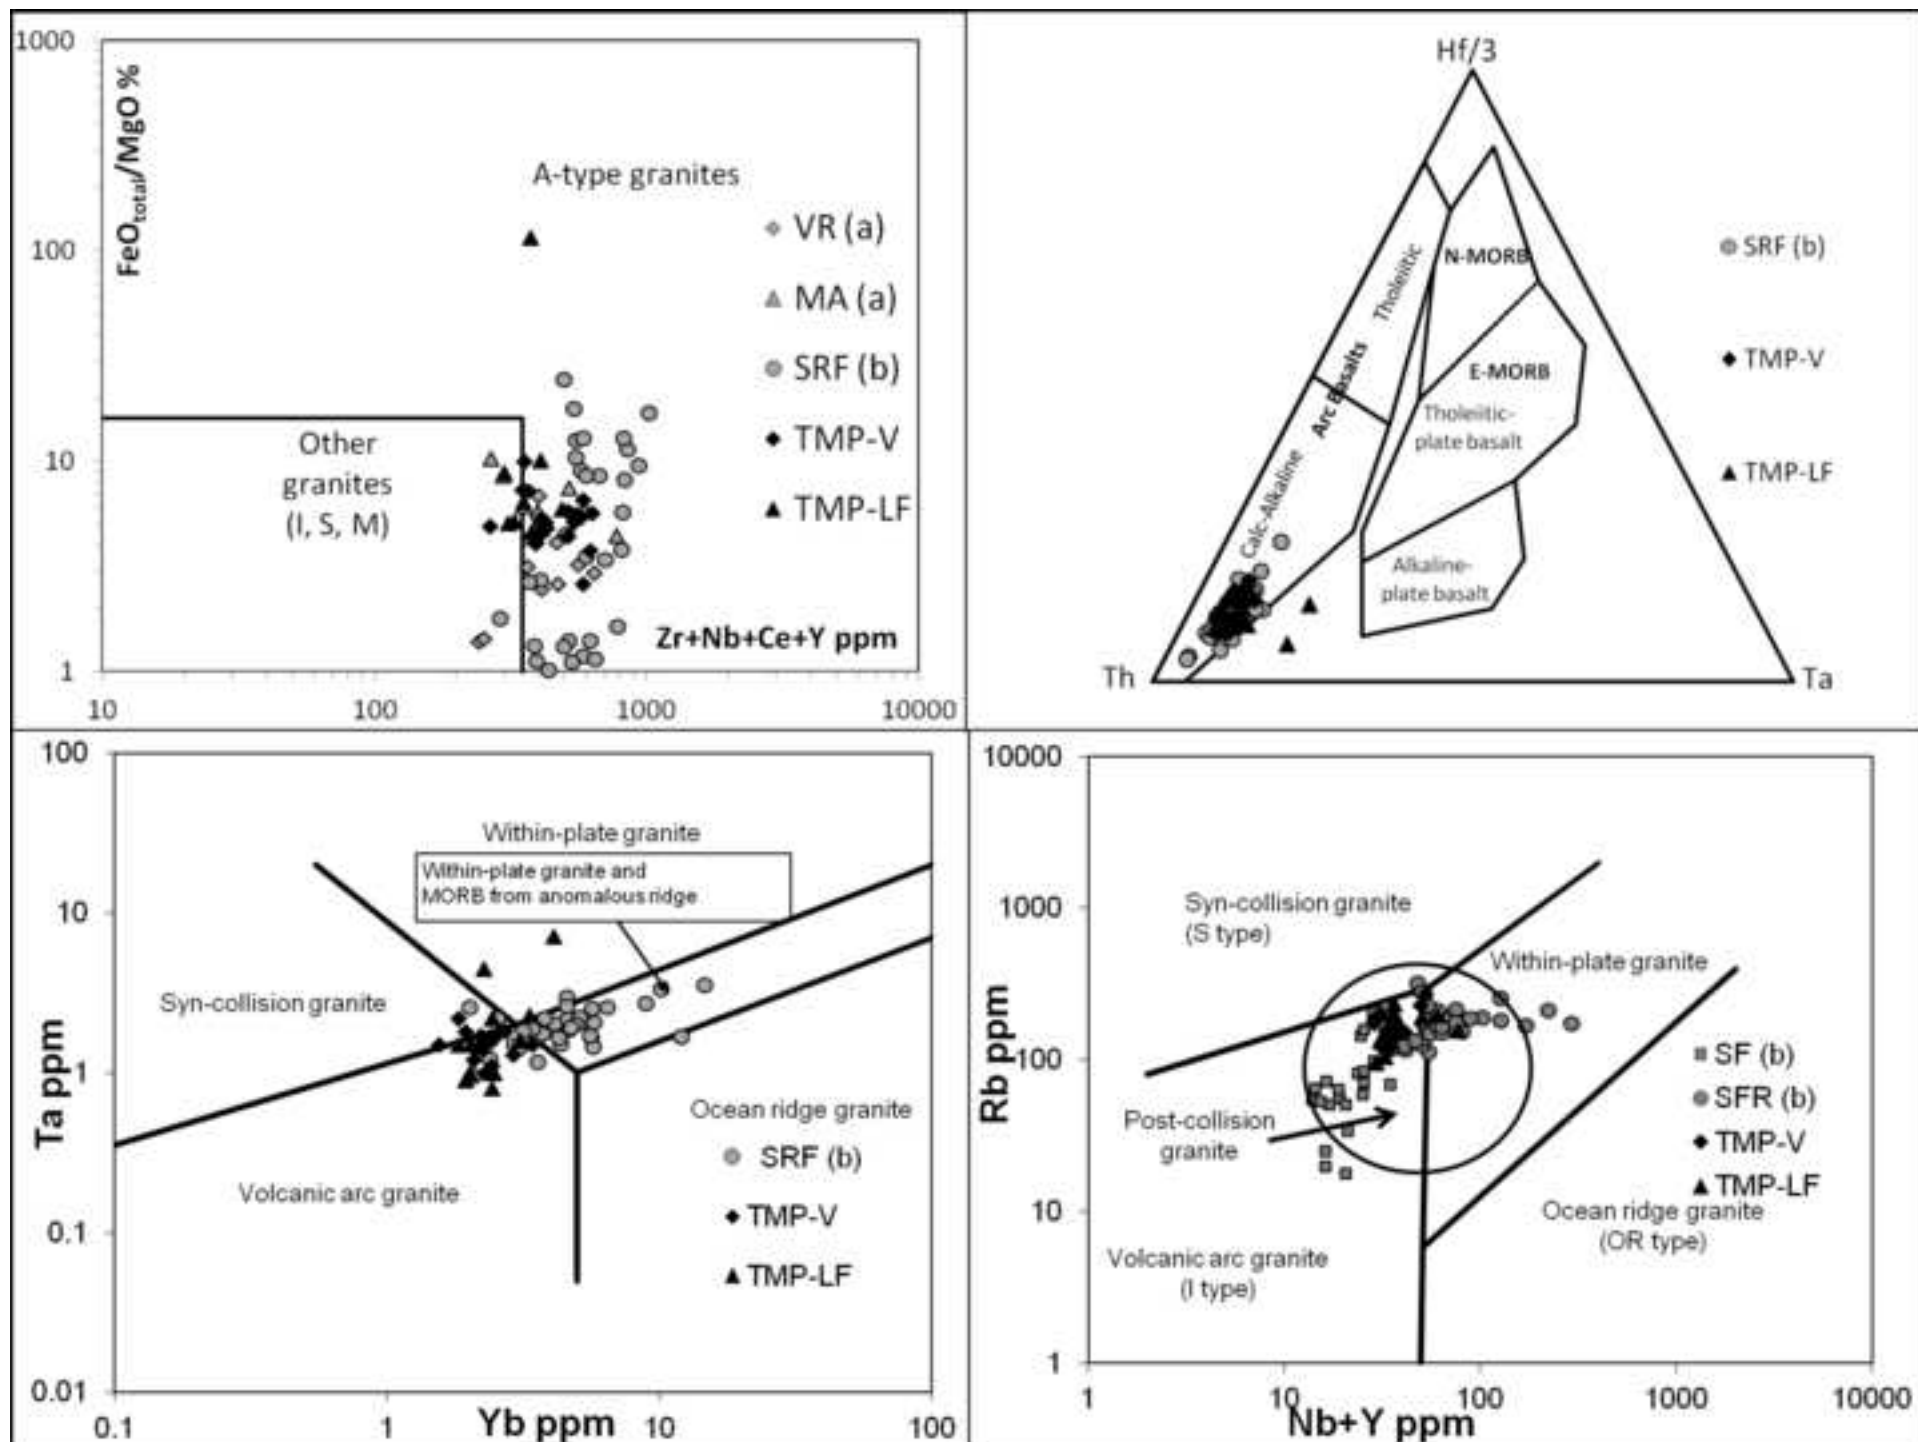 1000
100
10
1
FeOtotal/MgO %
A-type granites
VR (a)
MA (a)
SRF (b)
TMP-V
TMP-LF
Other
granites
(I, S, M)
Zr+Nb+Ce+Y ppm
10
100
1000
10000
Hf/3
Th
Ta
Tholeiitic
Arc Basalts
Calc-Alkaline
N-MORB
E-MORB
Tholeiitic-
plate basalt
Alkaline-
plate basalt
SRF (b)
TMP-V
TMP-LF
100
10
1
0.1
0.01
Ta ppm
Within-plate granite
Within-plate granite and
MORB from anomalous ridge
Syn-collision granite
Ocean ridge granite
Volcanic arc granite
SRF (b)
TMP-V
TMP-LF
0.1
1
Yb ppm
10
100
10000
1000
100
10
1
Rb ppm
Syn-collision granite
(S type)
Within-plate granite
Post-collision
granite
SF (b)
SFR (b)
TMP-V
TMP-LF
Ocean ridge granite
(OR type)
Volcanic arc granite
(I type)
1
10
Nb+Y ppm
100
1000
10000